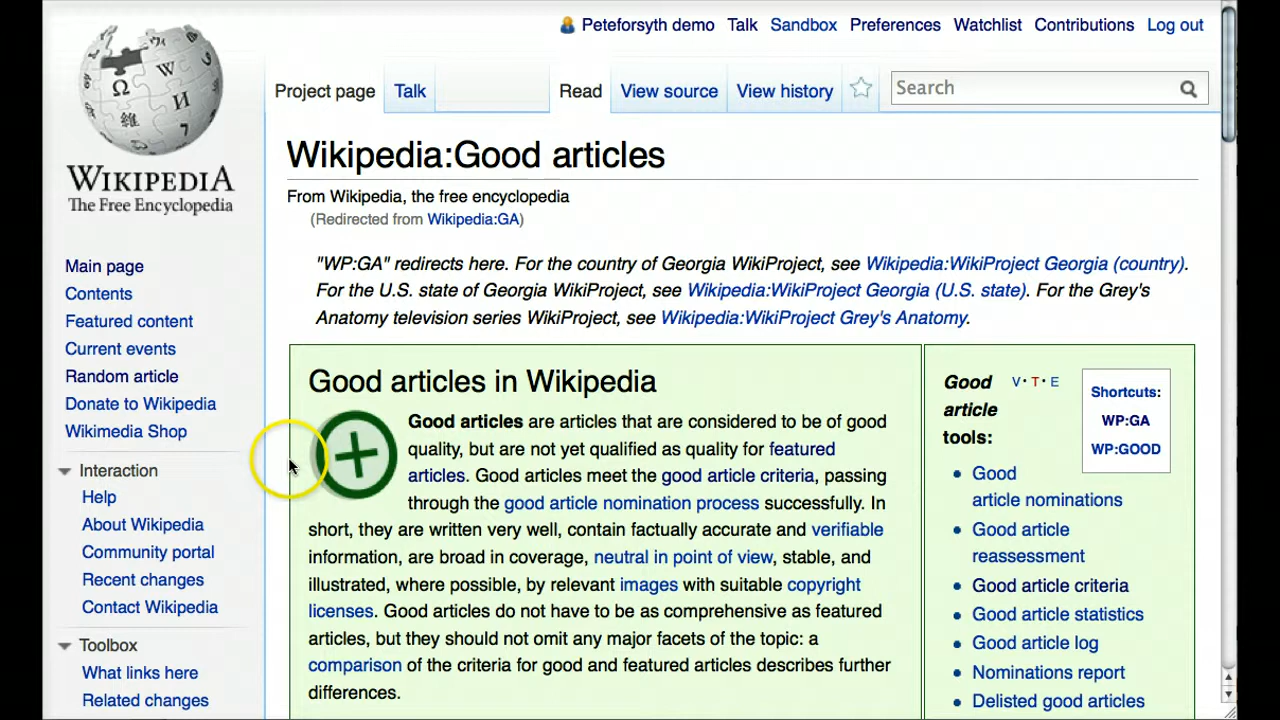 Peteforsyth demo Talk Sandbox Preferences Watchlist Contributions Log out
Project page Talk Read View source View history Search
Ω W И 維
WIKIPEDIA
The Free Encyclopedia
Main page
Contents
Featured content
Current events
Random article
Donate to Wikipedia
Wikimedia Shop
Interaction
Help
About Wikipedia
Community portal
Recent changes
Contact Wikipedia
Toolbox
What links here
Related changes
Wikipedia:Good articles
From Wikipedia, the free encyclopedia
(Redirected from Wikipedia:GA)
"WP:GA" redirects here. For the country of Georgia WikiProject, see Wikipedia:WikiProject Georgia (country).
For the U.S. state of Georgia WikiProject, see Wikipedia:WikiProject Georgia (U.S. state). For the Grey's
Anatomy television series WikiProject, see Wikipedia:WikiProject Grey's Anatomy.
Good articles in Wikipedia
Good articles are articles that are considered to be of good
quality, but are not yet qualified as quality for featured
articles. Good articles meet the good article criteria, passing
through the good article nomination process successfully. In
short, they are written very well, contain factually accurate and verifiable
information, are broad in coverage, neutral in point of view, stable, and
illustrated, where possible, by relevant images with suitable copyright
licenses. Good articles do not have to be as comprehensive as featured
articles, but they should not omit any major facets of the topic: a
comparison of the criteria for good and featured articles describes further
differences.
Good
article
tools:
V · T · E
Shortcuts:
WP:GA
WP:GOOD
• Good
article nominations
• Good article
reassessment
• Good article criteria
• Good article statistics
• Good article log
• Nominations report
• Delisted good articles